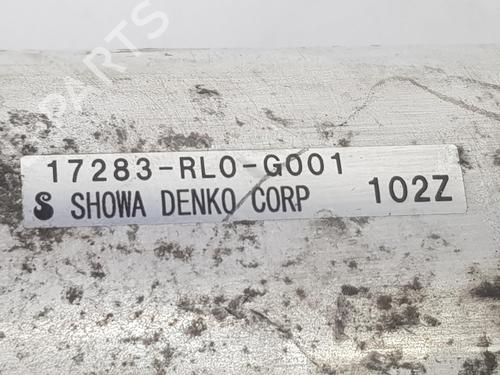 PARTS
17283-RL0-G001
SHOWA DENKO CORP 102Z